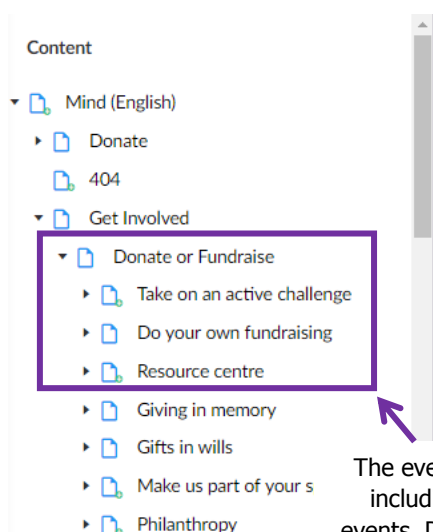 Content
Mind (English)
Donate
404
Get Involved
Donate or Fundraise
Take on an active challenge
Do your own fundraising
Resource centre
Giving in memory
Gifts in wills
Make us part of your s
Philanthropy
The eve
includ
events. D